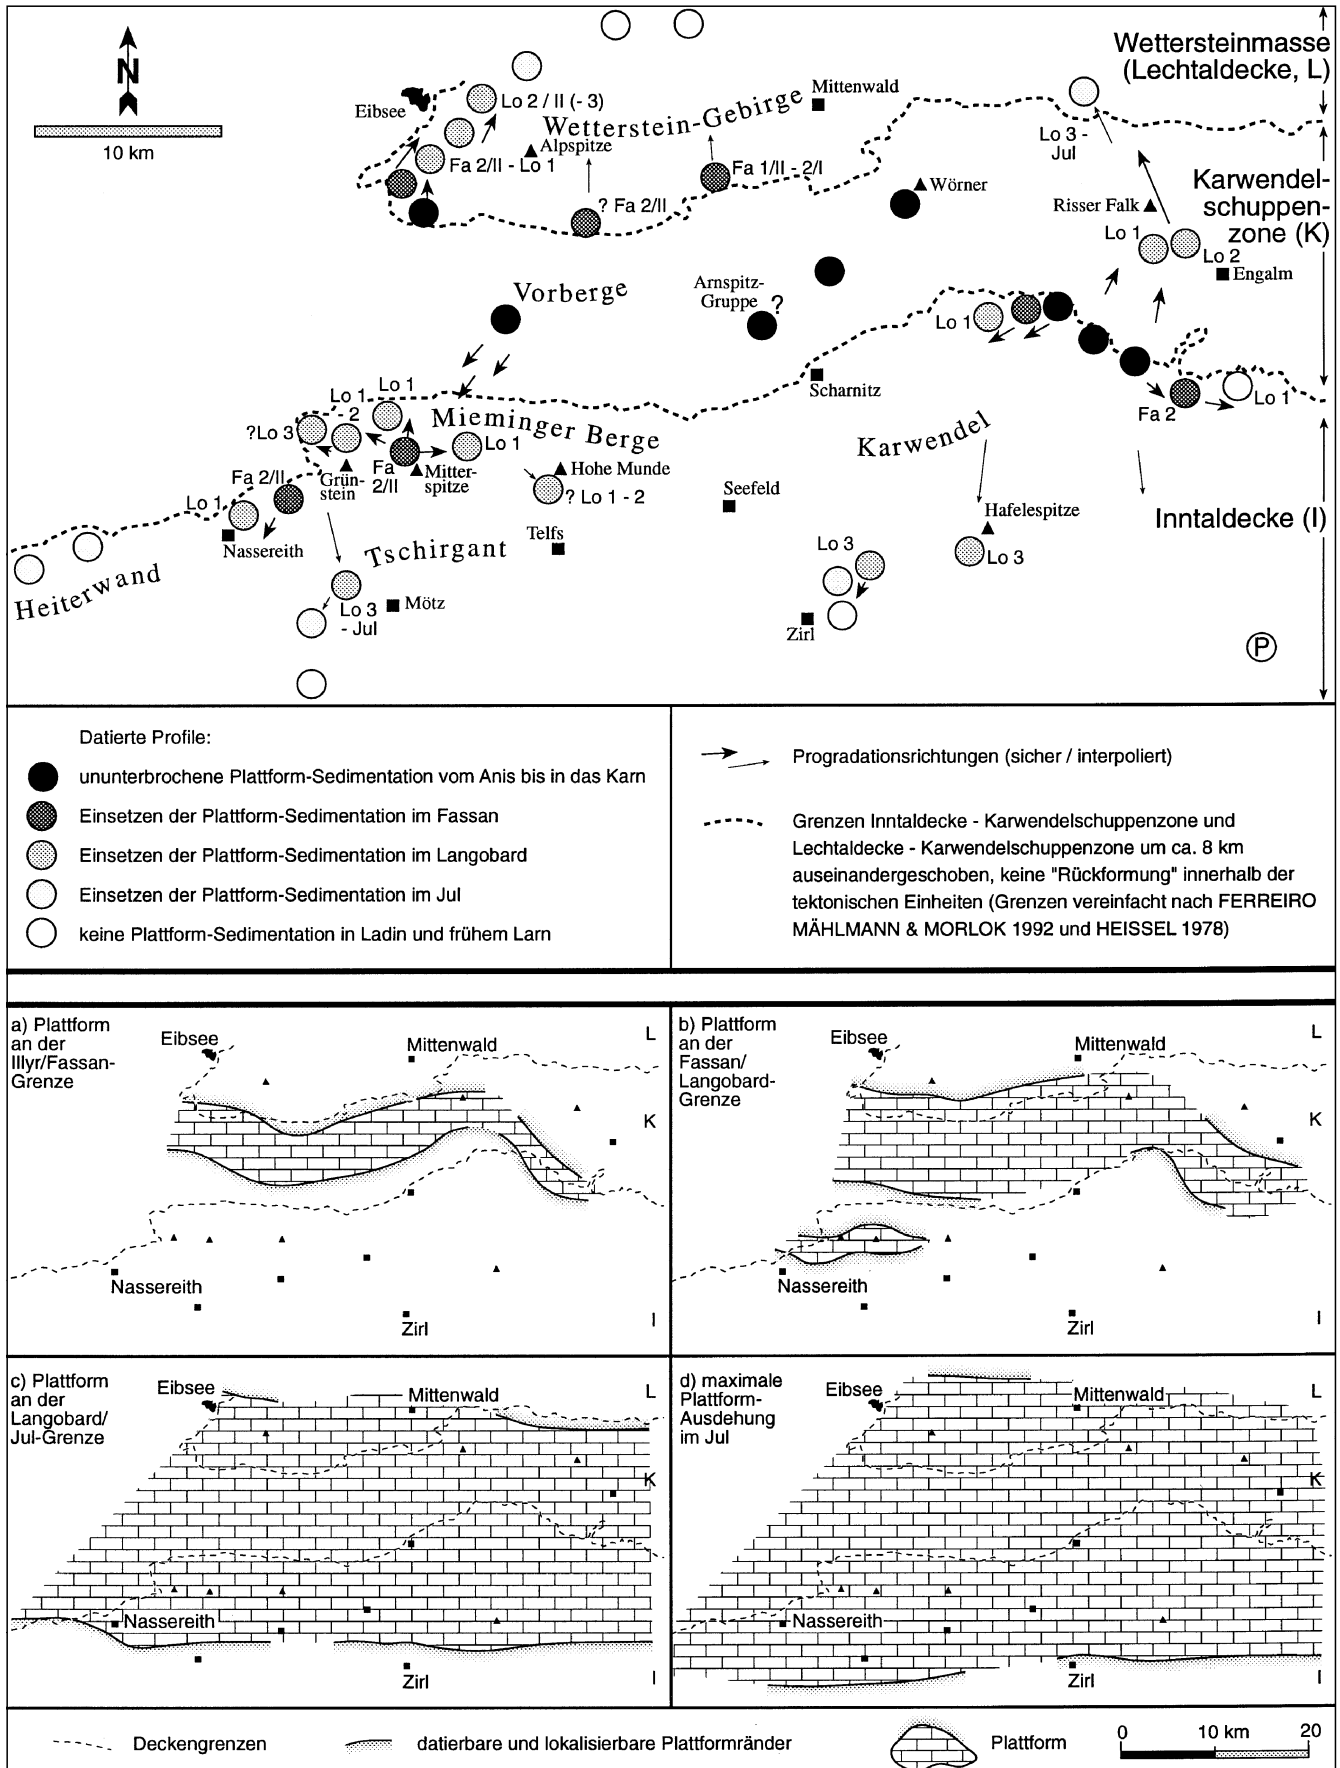 Wettersteinmasse
(Lechtaldecke, L)
N
10 km
Eibsee
Lo 2 / II (- 3)
Wetterstein-Gebirge
Mittenwald
Alpspitze
Fa 2/II - Lo 1
Fa 1/II - 2/I
? Fa 2/II
Wörner
Lo 3 -
Jul
Karwendel-
schuppen-
zone (K)
Risser Falk
Lo 1
Lo 2
Engalm
Vorberge
Arnspitz-
Gruppe
?
Lo 1
Scharnitz
Fa 2
Lo 1
Lo 1
Lo 1
- 2
?Lo 3
Mieminger Berge
Lo 1
Karwendel
Fa 2/II
Grün-
stein
Fa
2/II
Mitter-
spitze
Hohe Munde
? Lo 1 - 2
Lo 1
Nassereith
Seefeld
Telfs
Hafelespitze
Inntaldecke (I)
Tschirgant
Lo 3
Lo 3
Heiterwand
Lo 3
- Jul
Mötz
Zirl
P
Datierte Profile:
ununterbrochene Plattform-Sedimentation vom Anis bis in das Karn
Einsetzen der Plattform-Sedimentation im Fassan
Einsetzen der Plattform-Sedimentation im Langobard
Einsetzen der Plattform-Sedimentation im Jul
keine Plattform-Sedimentation in Ladin und frühem Larn
Progradationsrichtungen (sicher / interpoliert)
Grenzen Inntaldecke - Karwendelschuppenzone und
Lechtaldecke - Karwendelschuppenzone um ca. 8 km
auseinandergeschoben, keine "Rückformung" innerhalb der
tektonischen Einheiten (Grenzen vereinfacht nach FERREIRO
MÄHLMANN & MORLOK 1992 und HEISSEL 1978)
a) Plattform
an der
Illyr/Fassan-
Grenze
Eibsee
Mittenwald
L
K
Nassereith
Zirl
I
b) Plattform
an der
Fassan/
Langobard-
Grenze
Eibsee
Mittenwald
L
K
Nassereith
Zirl
I
c) Plattform
an der
Langobard/
Jul-Grenze
Eibsee
Mittenwald
L
K
Nassereith
Zirl
I
d) maximale
Plattform-
Ausdehung
im Jul
Eibsee
Mittenwald
L
K
Nassereith
Zirl
I
Deckengrenzen
datierbare und lokalisierbare Plattformränder
Plattform
0 10 km 20